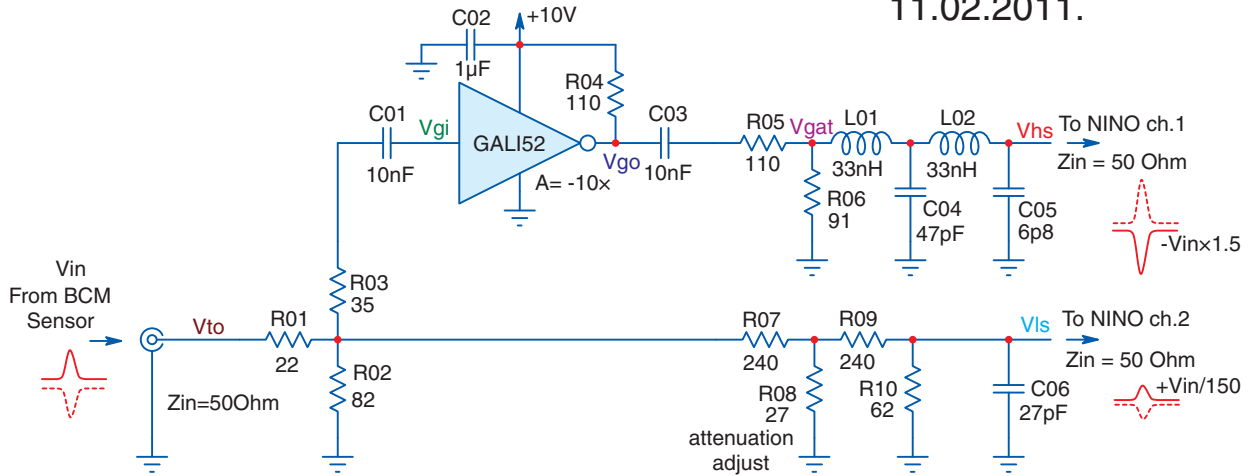 11.02.2011.
C02
1µF
+10V
R04
110
C01
10nF
Vgi
GALI52
A= -10×
Vgo
C03
10nF
R05
110
Vgat
R06
91
L01
33nH
L02
33nH
C04
47pF
C05
6p8
Vhs
To NINO ch.1
Zin = 50 Ohm
-Vin×1.5
Vin
From BCM
Sensor
Vto
Zin=50Ohm
R01
22
R03
35
R02
82
R07
240
R08
27
attenuation
adjust
R09
240
R10
62
C06
27pF
Vls
To NINO ch.2
Zin = 50 Ohm
+Vin/150